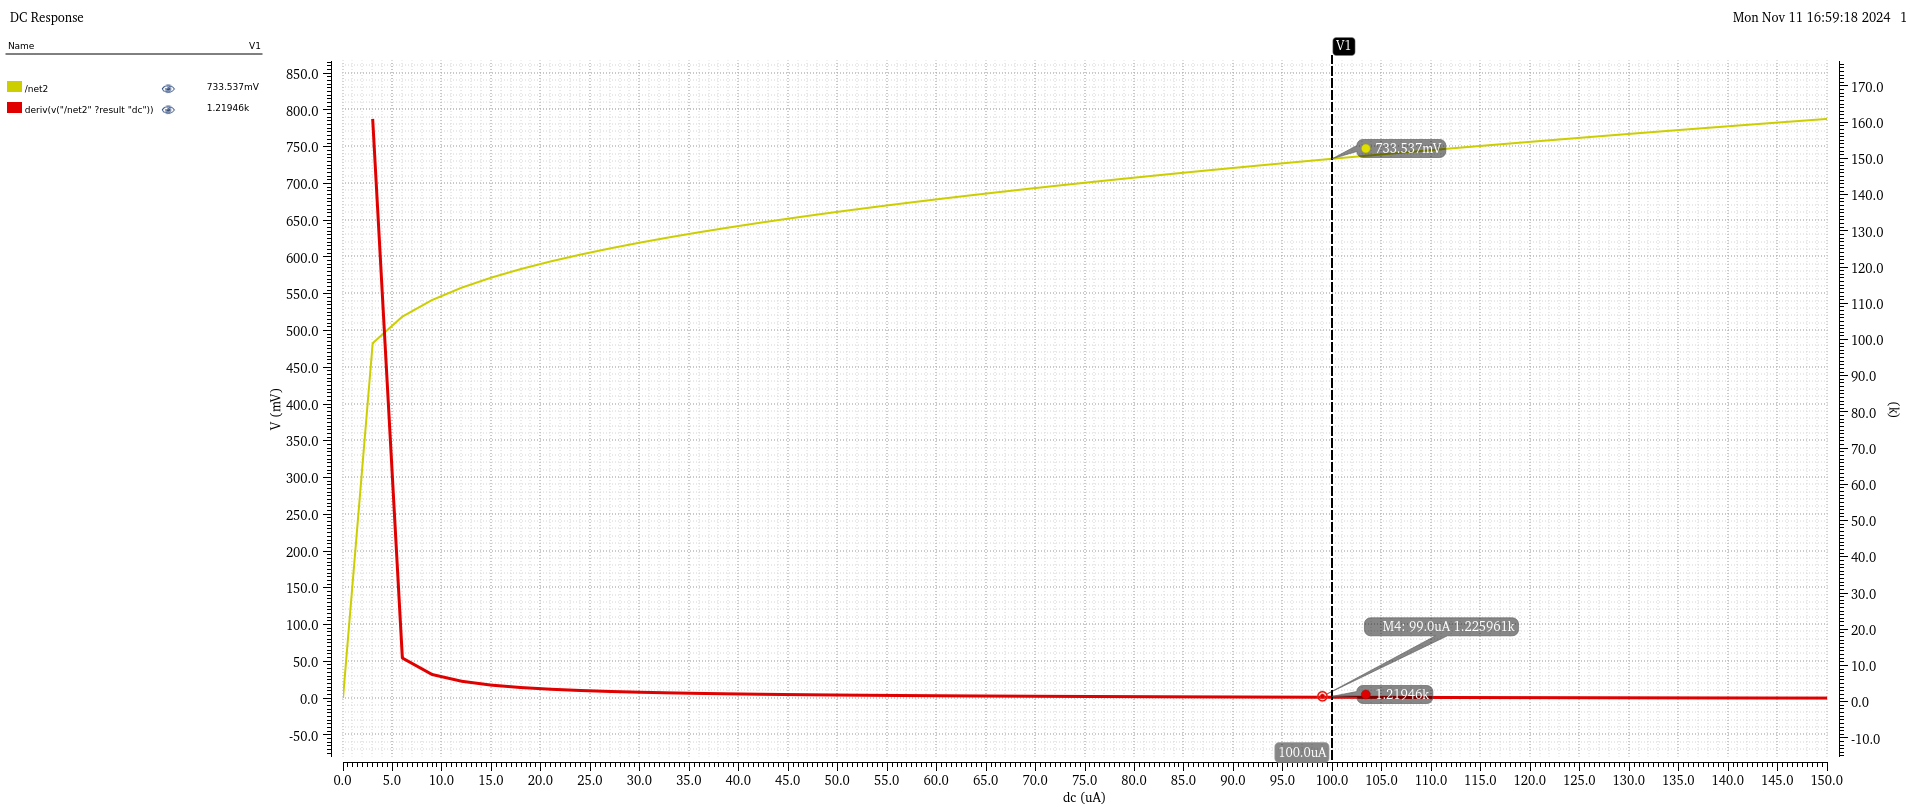 DC Response
Mon Nov 11 16:59:18 2024 1
Name V1
/net2 733.537mV
deriv(v("/net2" ?result "dc")) 1.21946k
V1
850.0
800.0
750.0
700.0
650.0
600.0
550.0
500.0
450.0
400.0
350.0
300.0
250.0
200.0
150.0
100.0
50.0
0.0
-50.0
V (mV)
733.537mV
M4: 99.0uA 1.225961k
1.21946k
100.0uA
170.0
160.0
150.0
140.0
130.0
120.0
110.0
100.0
90.0
80.0
70.0
60.0
50.0
40.0
30.0
20.0
10.0
0.0
-10.0
(k)
0.0 5.0 10.0 15.0 20.0 25.0 30.0 35.0 40.0 45.0 50.0 55.0 60.0 65.0 70.0 75.0 80.0 85.0 90.0 95.0 100.0 105.0 110.0 115.0 120.0 125.0 130.0 135.0 140.0 145.0 150.0
dc (uA)